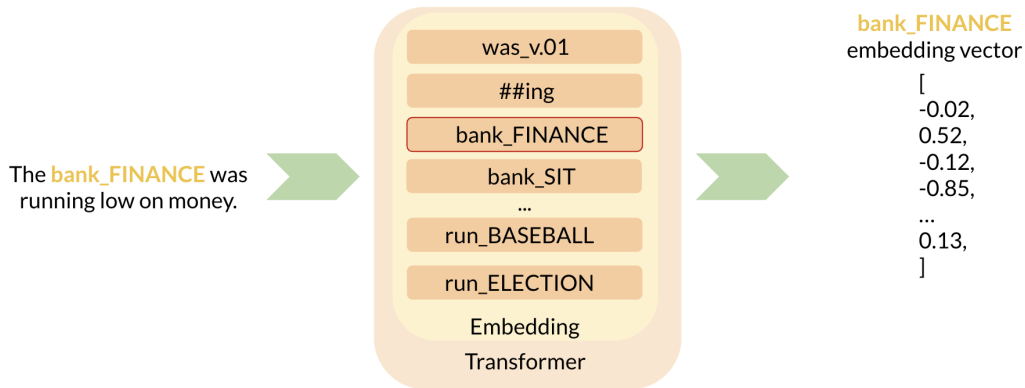 The bank_FINANCE was
running low on money.
was_v.01
##ing
bank_FINANCE
bank_SIT
...
run_BASEBALL
run_ELECTION
Embedding
Transformer
bank_FINANCE
embedding vector
[
-0.02,
0.52,
-0.12,
-0.85,
...
0.13,
]